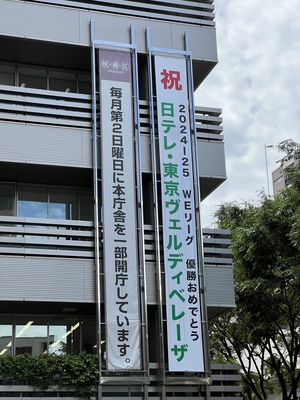 祝
2024-25 WEリーグ 優勝おめでとう
日テレ・東京ヴェルディベレーザ
毎月第2日曜日に本庁舎を一部開庁しています。